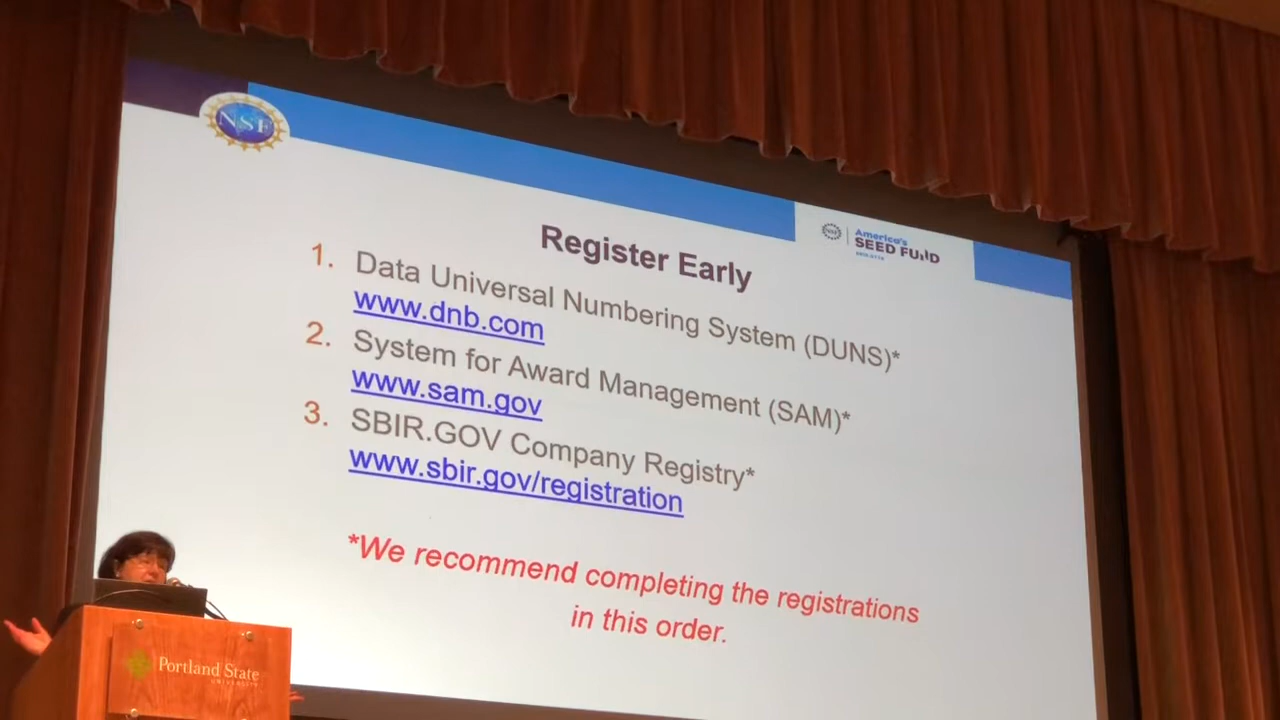 NSF
NSF
America's
SEED FUND
Register Early
1. Data Universal Numbering System (DUNS)*
www.dnb.com
2. System for Award Management (SAM)*
www.sam.gov
3. SBIR.GOV Company Registry*
www.sbir.gov/registration
*We recommend completing the registrations
in this order.
Portland State
UNIVERSITY